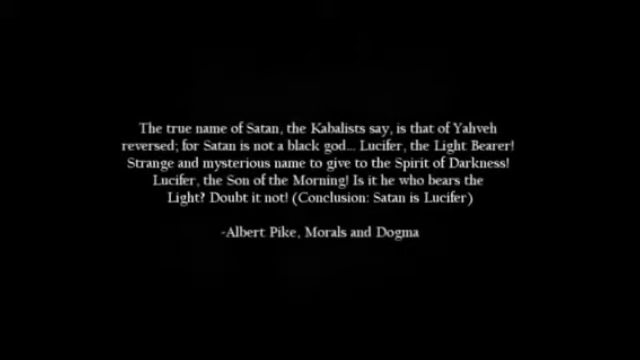 The true name of Satan, the Kabalists say, is that of Yahveh
reversed; for Satan is not a black god... Lucifer, the Light Bearer!
Strange and mysterious name to give to the Spirit of Darkness!
Lucifer, the Son of the Morning! Is it he who bears the
Light? Doubt it not! (Conclusion: Satan is Lucifer)
-Albert Pike, Morals and Dogma